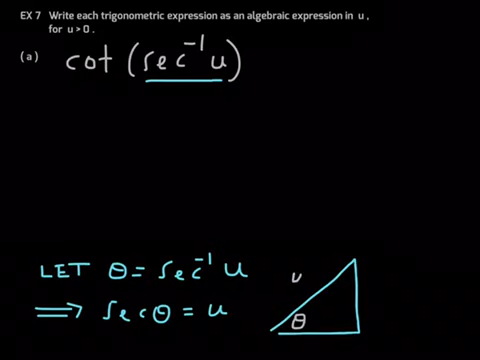 EX 7 Write each trigonometric expression as an algebraic expression in u ,
for u > 0 .
(a) cot (sec⁻¹ u)
LET θ = sec⁻¹ u
⟹ sec θ = u
u
θ